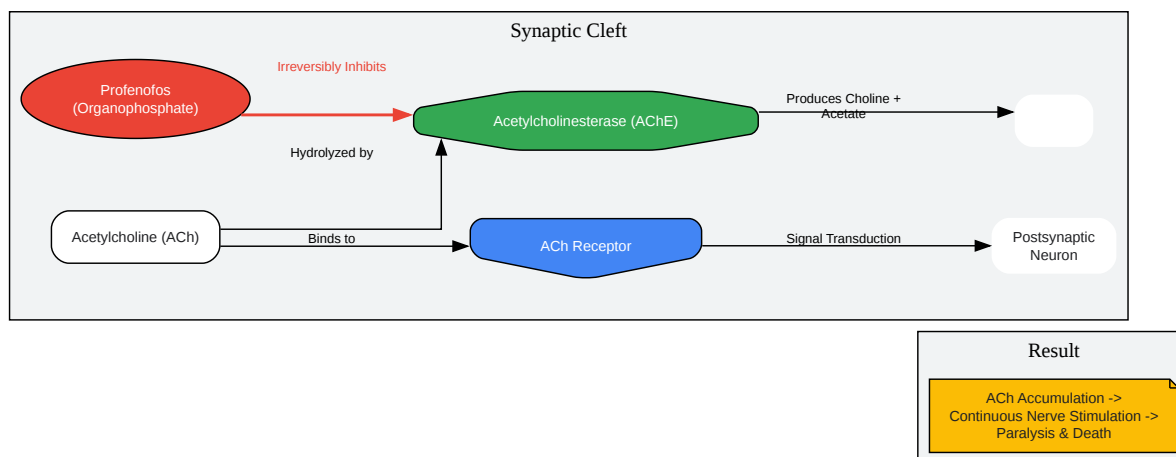 Synaptic Cleft
Irreversibly Inhibits
Profenofos
(Organophosphate)
Acetylcholinesterase (AChE)
Produces Choline +
Acetate
Hydrolyzed by
Acetylcholine (ACh)
Binds to
ACh Receptor
Signal Transduction
Postsynaptic
Neuron
Result
ACh Accumulation ->
Continuous Nerve Stimulation ->
Paralysis & Death